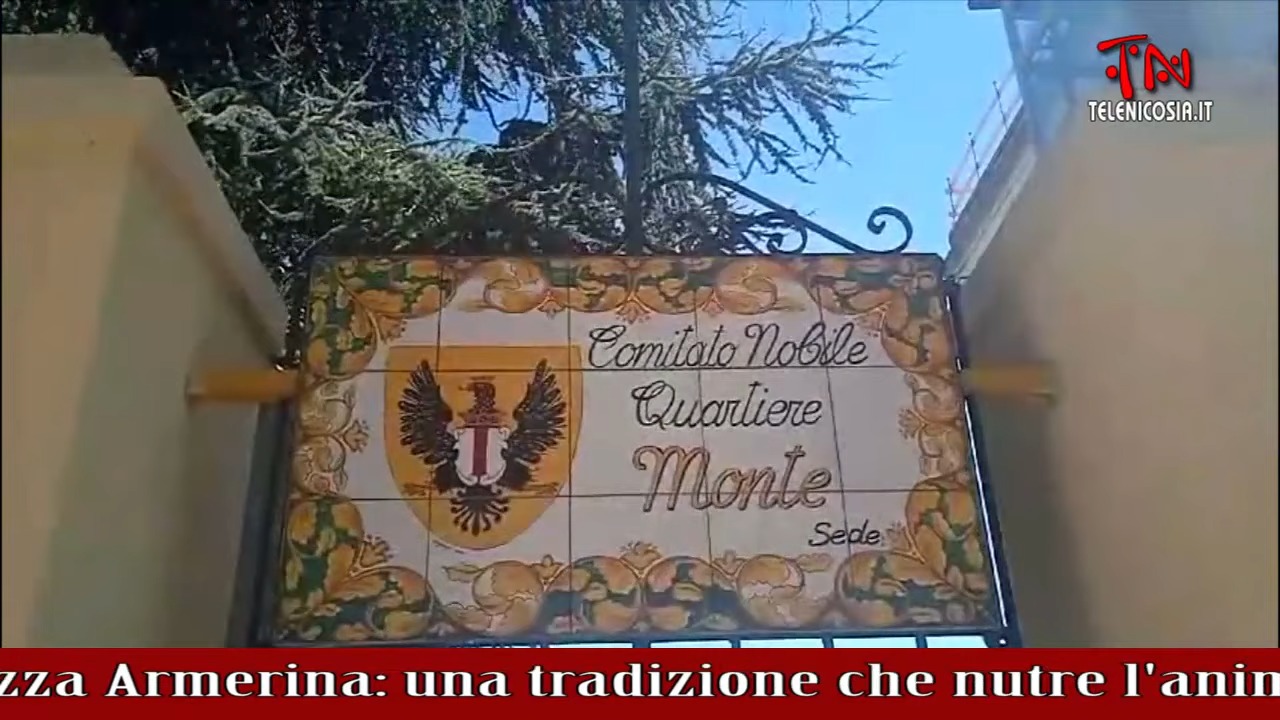 TN
TELENICOSIA.IT
Comitato Nobile
Quartiere
Monte
Sede
zza Armerina: una tradizione che nutre l'anim